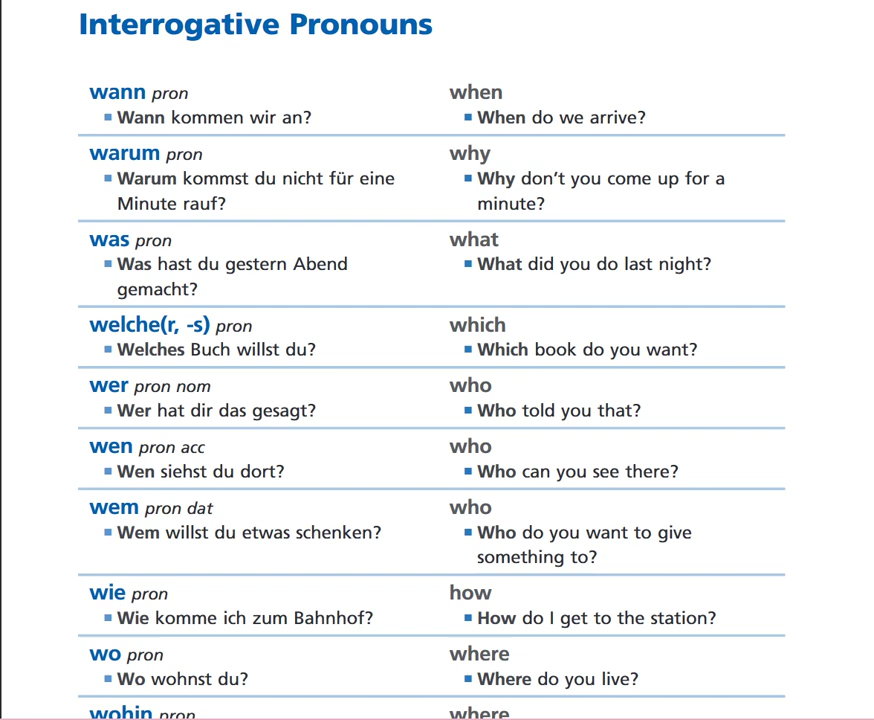 Interrogative Pronouns
wann pron
when
■ Wann kommen wir an?
■ When do we arrive?
warum pron
why
■ Warum kommst du nicht für eine
Minute rauf?
■ Why don’t you come up for a
minute?
was pron
what
■ Was hast du gestern Abend
gemacht?
■ What did you do last night?
welche(r, -s) pron
which
■ Welches Buch willst du?
■ Which book do you want?
wer pron nom
who
■ Wer hat dir das gesagt?
■ Who told you that?
wen pron acc
who
■ Wen siehst du dort?
■ Who can you see there?
wem pron dat
who
■ Wem willst du etwas schenken?
■ Who do you want to give
something to?
wie pron
how
■ Wie komme ich zum Bahnhof?
■ How do I get to the station?
wo pron
where
■ Wo wohnst du?
■ Where do you live?
wohin pron
where